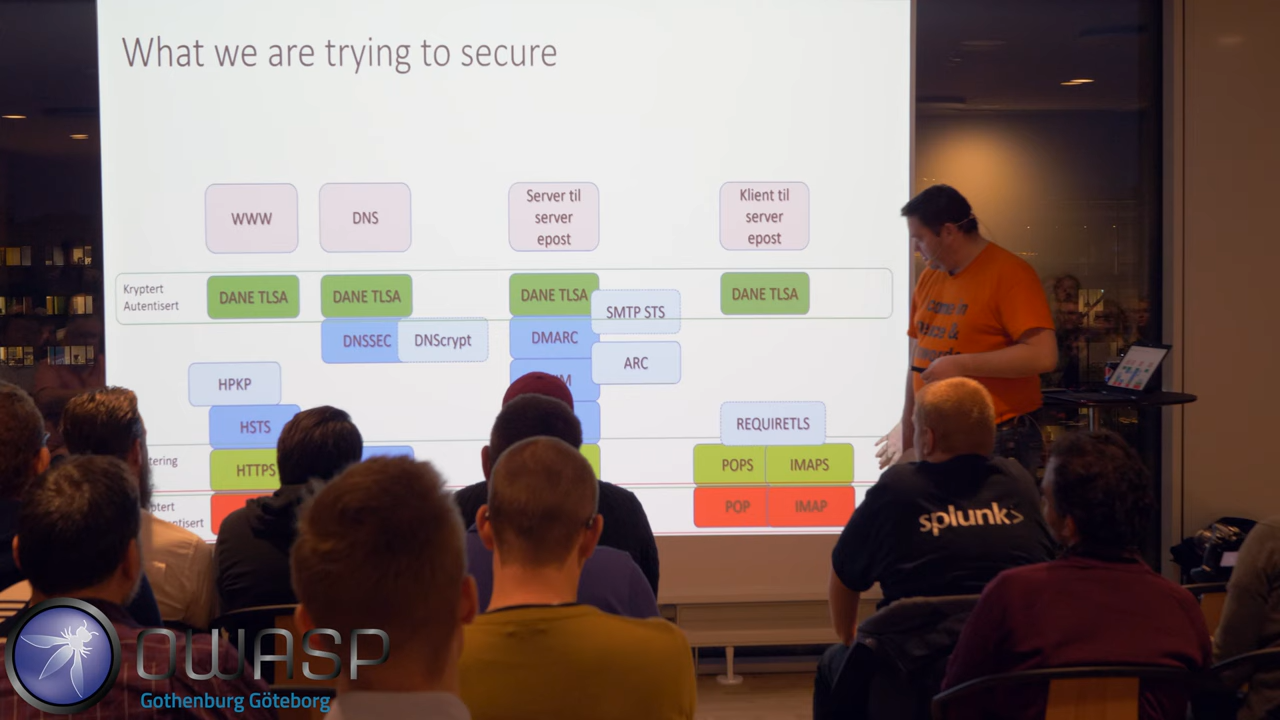 What we are trying to secure
WWW
DNS
Server til
server
epost
Klient til
server
epost
Kryptert
Autentisert
DANE TLSA
DANE TLSA
DANE TLSA
DANE TLSA
SMTP STS
DNSSEC
DNScrypt
DMARC
ARC
HPKP
HSTS
REQUIRETLS
HTTPS
POPS
IMAPS
POP
IMAP
splunk>
OWASP
Gothenburg Göteborg